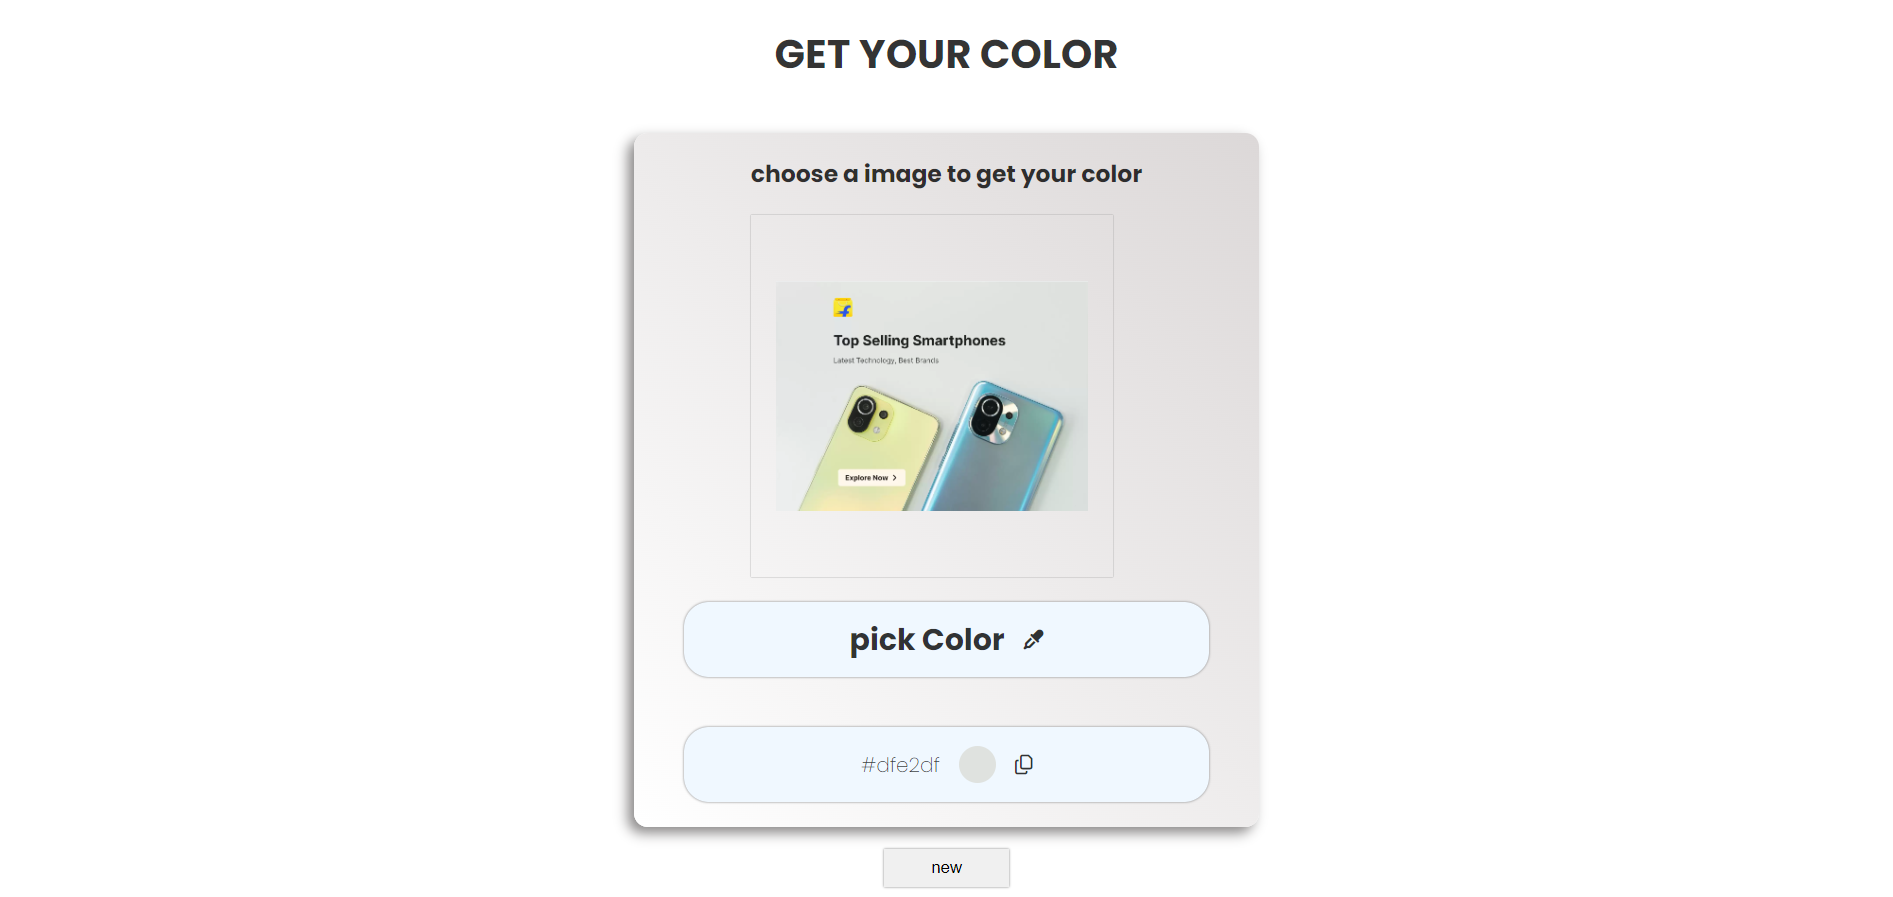 GET YOUR COLOR
choose a image to get your color
Top Selling Smartphones
Latest Technology, Best Brands
Explore Now
pick Color
#dfe2df
new